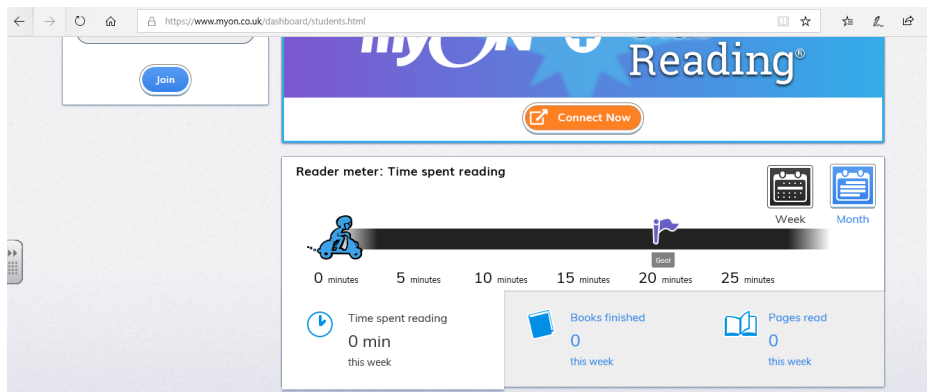 https://www.myon.co.uk/dashboard/students.html
myON
Reading®
Join
Connect Now
Reader meter: Time spent reading
Week
Month
Goal
0 minutes 5 minutes 10 minutes 15 minutes 20 minutes 25 minutes
Time spent reading
0 min
this week
Books finished
0
this week
Pages read
0
this week